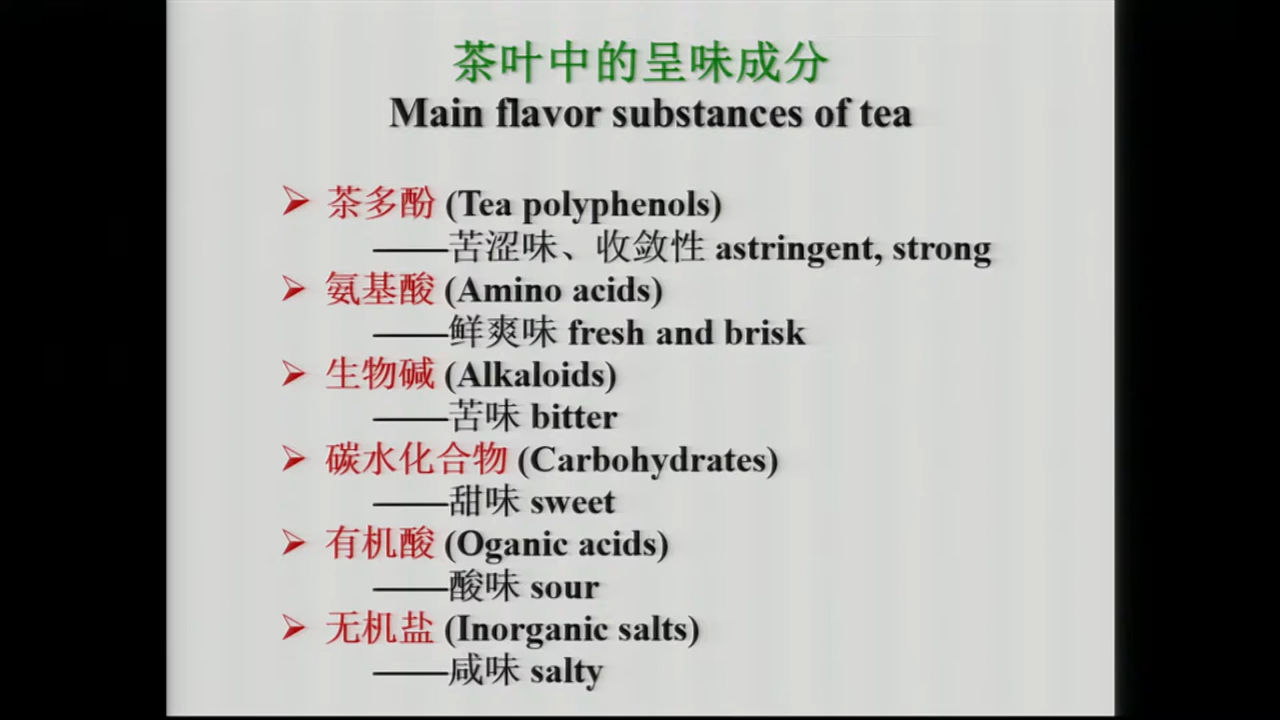 茶叶中的呈味成分
Main flavor substances of tea
➢ 茶多酚 (Tea polyphenols)
——苦涩味、收敛性 astringent, strong
➢ 氨基酸 (Amino acids)
——鲜爽味 fresh and brisk
➢ 生物碱 (Alkaloids)
——苦味 bitter
➢ 碳水化合物 (Carbohydrates)
——甜味 sweet
➢ 有机酸 (Oganic acids)
——酸味 sour
➢ 无机盐 (Inorganic salts)
——咸味 salty